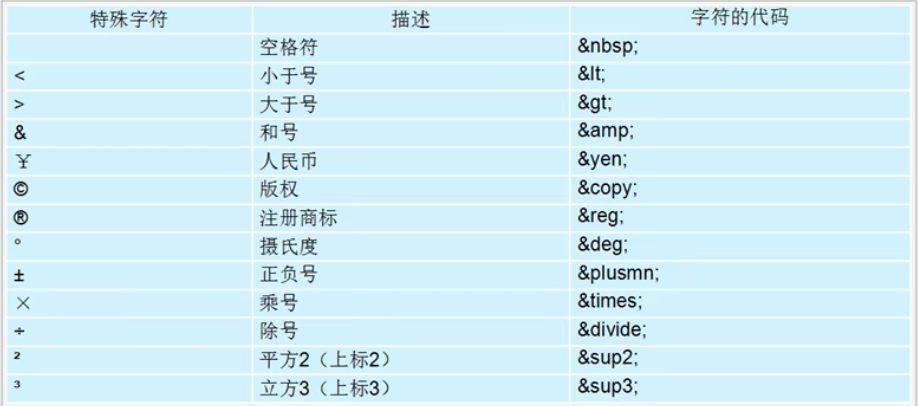 特殊字符 描述 字符的代码
空格符 &nbsp;
< 小于号 &lt;
> 大于号 &gt;
& 和号 &amp;
¥ 人民币 &yen;
© 版权 &copy;
® 注册商标 &reg;
° 摄氏度 &deg;
± 正负号 &plusmn;
× 乘号 &times;
÷ 除号 &divide;
² 平方2（上标2） &sup2;
³ 立方3（上标3） &sup3;